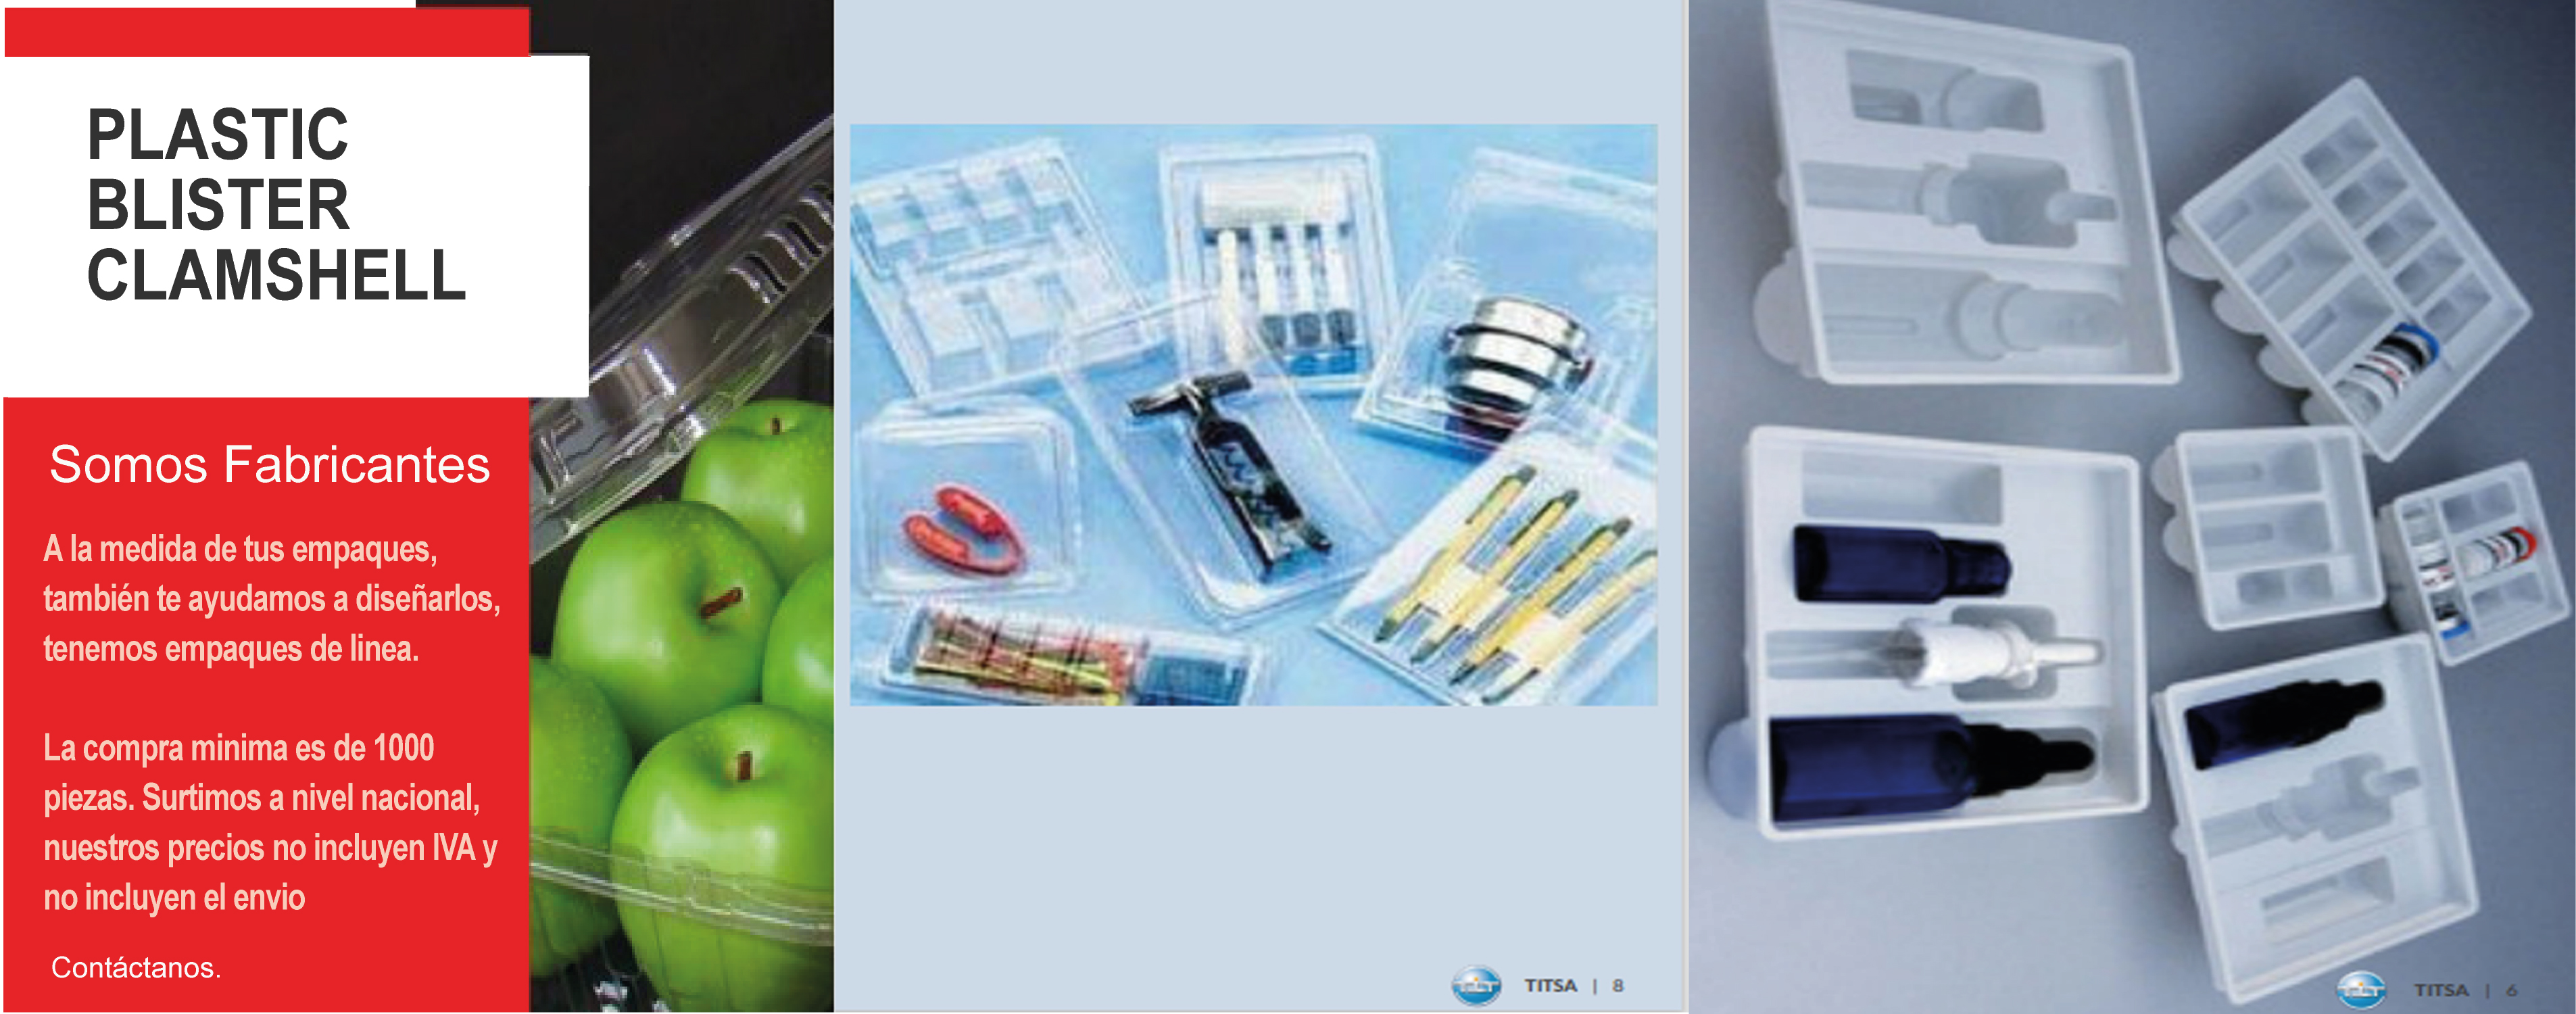 PLASTIC
BLISTER
CLAMSHELL
Somos Fabricantes
A la medida de tus empaques,
también te ayudamos a diseñarlos,
tenemos empaques de linea.
La compra minima es de 1000
piezas. Surtimos a nivel nacional,
nuestros precios no incluyen IVA y
no incluyen el envio
Contáctanos.
TITSA | 8
TITSA | 6